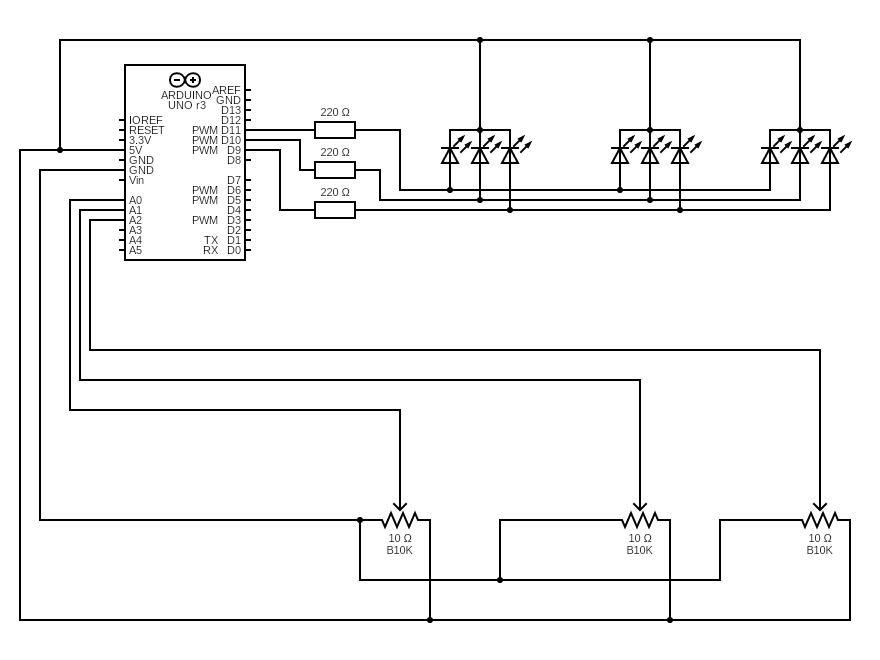 ARDUINO
UNO r3
AREF
GND
D13
IOREF D12
RESET PWM D11
3.3V PWM D10
5V PWM D9
GND D8
GND
Vin D7
PWM D6
A0 PWM D5
A1 D4
A2 PWM D3
A3 D2
A4 TX D1
A5 RX D0
220 Ω
220 Ω
220 Ω
10 Ω
B10K
10 Ω
B10K
10 Ω
B10K